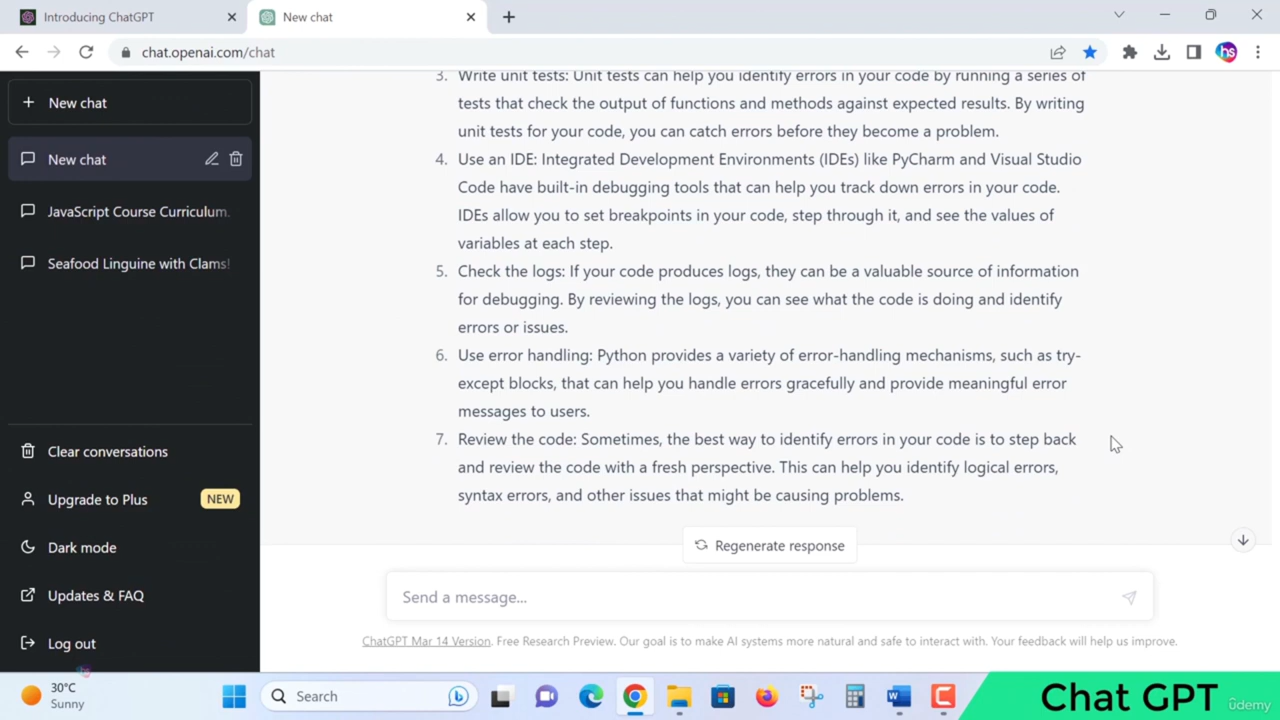 Introducing ChatGPT
New chat
chat.openai.com/chat
hs
New chat
New chat
JavaScript Course Curriculum.
Seafood Linguine with Clams!
Clear conversations
Upgrade to Plus NEW
Dark mode
Updates & FAQ
Log out
3. Write unit tests: Unit tests can help you identify errors in your code by running a series of
tests that check the output of functions and methods against expected results. By writing
unit tests for your code, you can catch errors before they become a problem.
4. Use an IDE: Integrated Development Environments (IDEs) like PyCharm and Visual Studio
Code have built-in debugging tools that can help you track down errors in your code.
IDEs allow you to set breakpoints in your code, step through it, and see the values of
variables at each step.
5. Check the logs: If your code produces logs, they can be a valuable source of information
for debugging. By reviewing the logs, you can see what the code is doing and identify
errors or issues.
6. Use error handling: Python provides a variety of error-handling mechanisms, such as try-
except blocks, that can help you handle errors gracefully and provide meaningful error
messages to users.
7. Review the code: Sometimes, the best way to identify errors in your code is to step back
and review the code with a fresh perspective. This can help you identify logical errors,
syntax errors, and other issues that might be causing problems.
Regenerate response
Send a message...
ChatGPT Mar 14 Version. Free Research Preview. Our goal is to make AI systems more natural and safe to interact with. Your feedback will help us improve.
30°C
Sunny
Search
Chat GPT
ûdemy